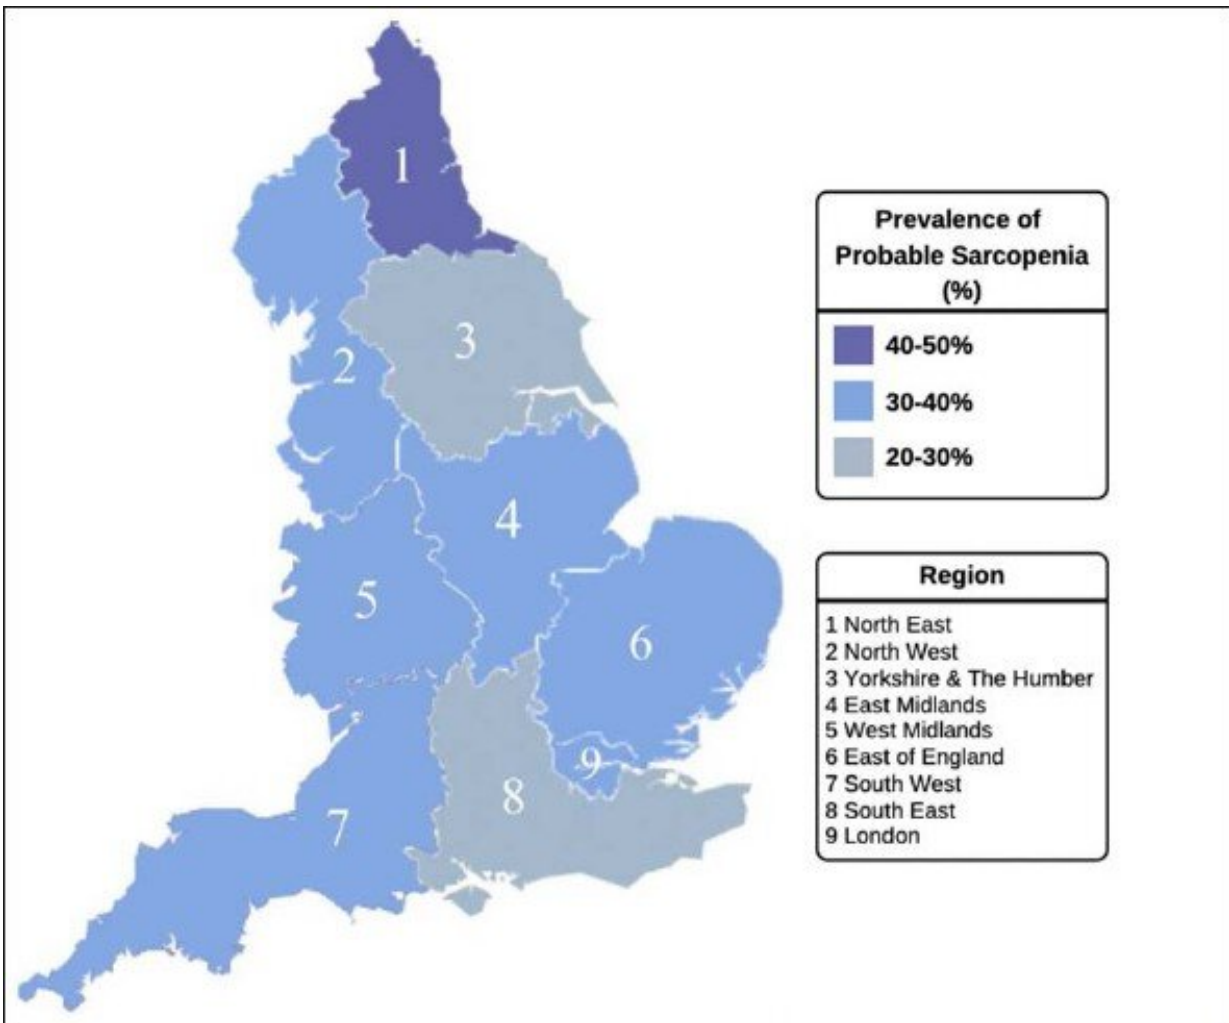 1
2
3
4
5
6
7
8
9
Prevalence of
Probable Sarcopenia
(%)
40-50%
30-40%
20-30%
Region
1 North East
2 North West
3 Yorkshire & The Humber
4 East Midlands
5 West Midlands
6 East of England
7 South West
8 South East
9 London